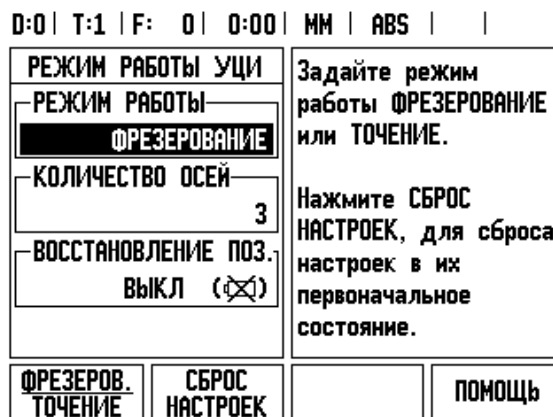 D:0| T:1 |F: 0| 0:00| MM | ABS | |
РЕЖИМ РАБОТЫ УЦИ
РЕЖИМ РАБОТЫ
ФРЕЗЕРОВАНИЕ
КОЛИЧЕСТВО ОСЕЙ
3
ВОССТАНОВЛЕНИЕ ПОЗ.
ВЫКЛ ( )
Задайте режим
работы ФРЕЗЕРОВАНИЕ
или ТОЧЕНИЕ.
Нажмите СБРОС
НАСТРОЕК, для сброса
настроек в их
первоначальное
состояние.
ФРЕЗЕРОВ.
ТОЧЕНИЕ
СБРОС
НАСТРОЕК
ПОМОЩЬ